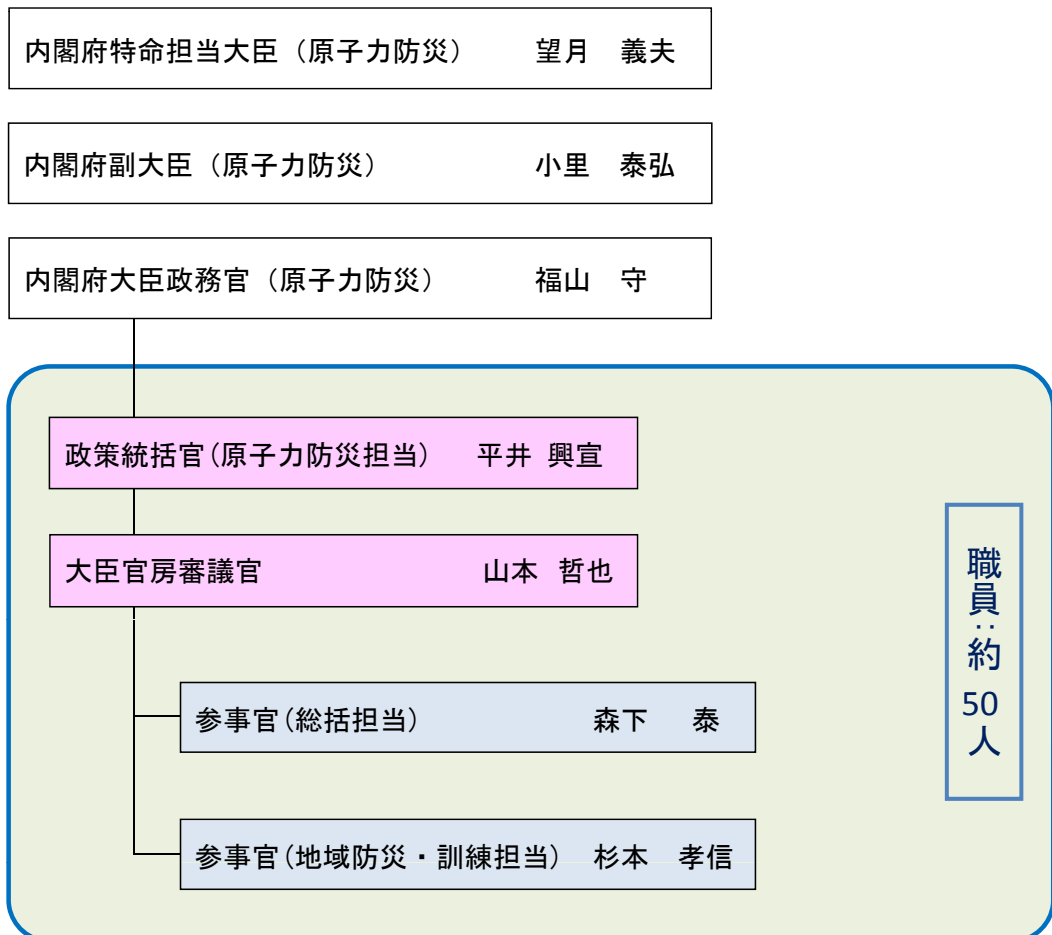 内閣府特命担当大臣（原子力防災）　望月　義夫
内閣府副大臣（原子力防災）　小里　泰弘
内閣府大臣政務官（原子力防災）　福山　守
政策統括官（原子力防災担当）　平井 興宣
大臣官房審議官　山本 哲也
参事官（総括担当）　森下　泰
参事官（地域防災・訓練担当）　杉本　孝信
職員：約50人